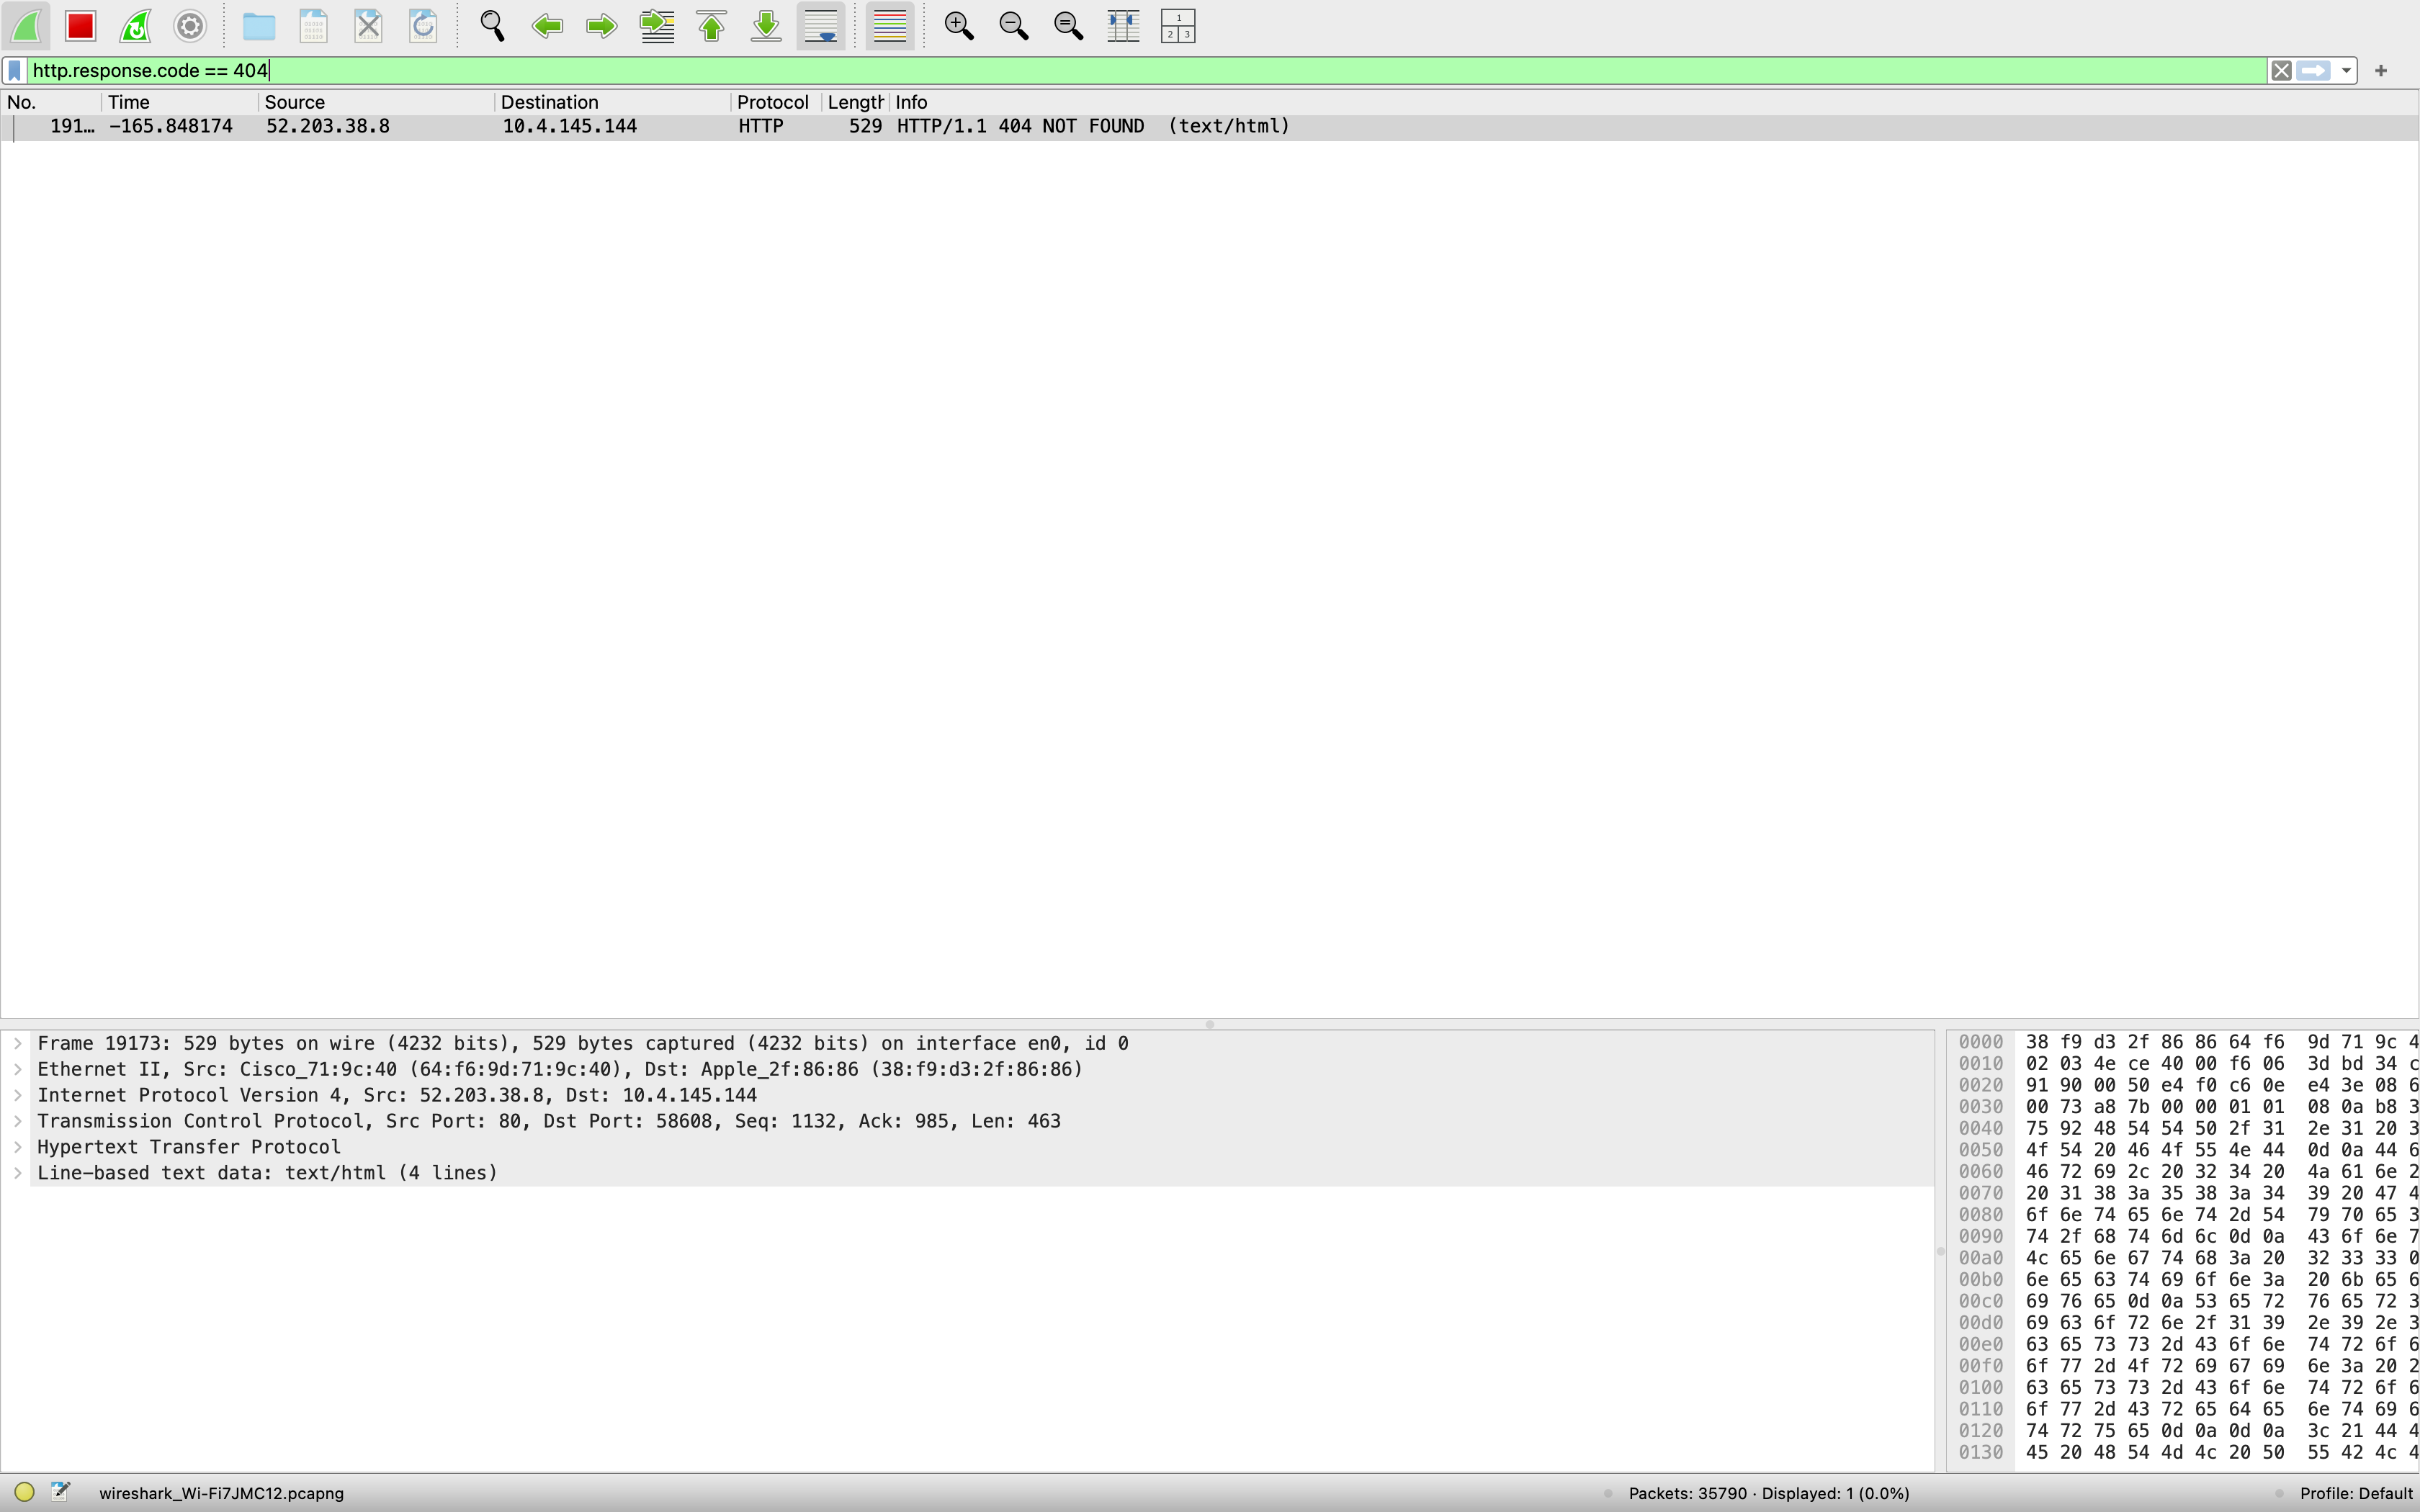 1
2 3
http.response.code == 404
No. Time Source Destination Protocol Length Info
191… −165.848174 52.203.38.8 10.4.145.144 HTTP 529 HTTP/1.1 404 NOT FOUND (text/html)
Frame 19173: 529 bytes on wire (4232 bits), 529 bytes captured (4232 bits) on interface en0, id 0
Ethernet II, Src: Cisco_71:9c:40 (64:f6:9d:71:9c:40), Dst: Apple_2f:86:86 (38:f9:d3:2f:86:86)
Internet Protocol Version 4, Src: 52.203.38.8, Dst: 10.4.145.144
Transmission Control Protocol, Src Port: 80, Dst Port: 58608, Seq: 1132, Ack: 985, Len: 463
Hypertext Transfer Protocol
Line-based text data: text/html (4 lines)
0000 38 f9 d3 2f 86 86 64 f6 9d 71 9c 4
0010 02 03 4e ce 40 00 f6 06 3d bd 34 c
0020 91 90 00 50 e4 f0 c6 0e e4 3e 08 6
0030 00 73 a8 7b 00 00 01 01 08 0a b8 3
0040 75 92 48 54 54 50 2f 31 2e 31 20 3
0050 4f 54 20 46 4f 55 4e 44 0d 0a 44 6
0060 46 72 69 2c 20 32 34 20 4a 61 6e 2
0070 20 31 38 3a 35 38 3a 34 39 20 47 4
0080 6f 6e 74 65 6e 74 2d 54 79 70 65 3
0090 74 2f 68 74 6d 6c 0d 0a 43 6f 6e 7
00a0 4c 65 6e 67 74 68 3a 20 32 33 33 0
00b0 6e 65 63 74 69 6f 6e 3a 20 6b 65 6
00c0 69 76 65 0d 0a 53 65 72 76 65 72 3
00d0 69 63 6f 72 6e 2f 31 39 2e 39 2e 3
00e0 63 65 73 73 2d 43 6f 6e 74 72 6f 6
00f0 6f 77 2d 4f 72 69 67 69 6e 3a 20 2
0100 63 65 73 73 2d 43 6f 6e 74 72 6f 6
0110 6f 77 2d 43 72 65 64 65 6e 74 69 6
0120 74 72 75 65 0d 0a 0d 0a 3c 21 44 4
0130 45 20 48 54 4d 4c 20 50 55 42 4c 4
wireshark_Wi-Fi7JMC12.pcapng
Packets: 35790 · Displayed: 1 (0.0%)
Profile: Default